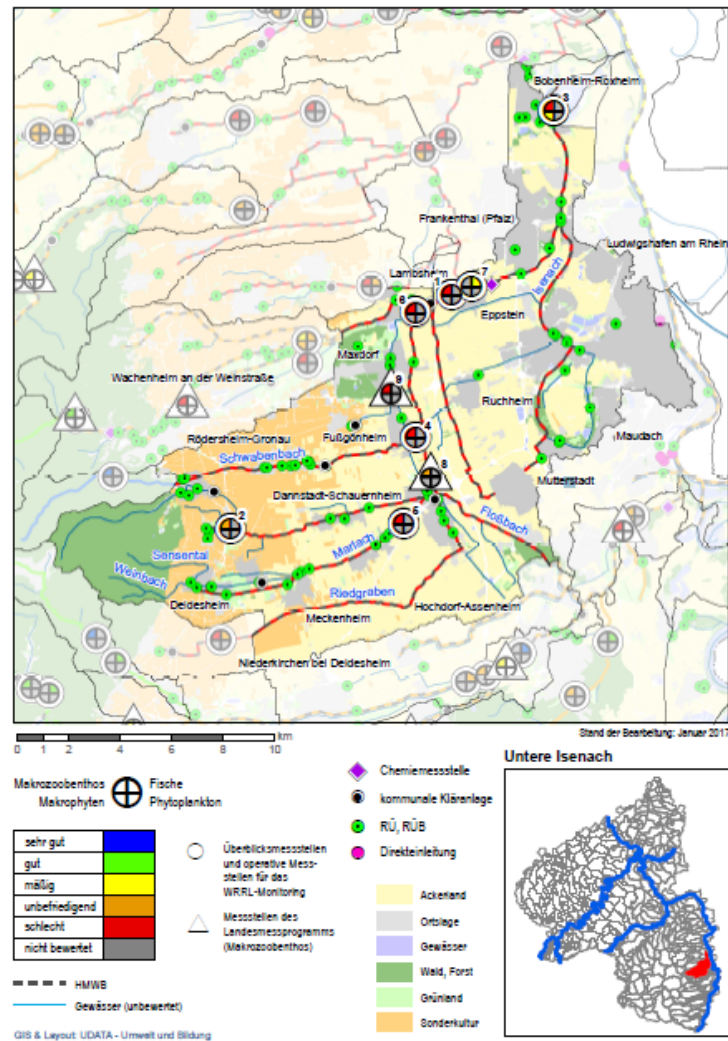 Bobenheim-Roxheim
3
Frankenthal (Pfalz)
Ludwigshafen am Rhein
Lambsheim
Isenach
1
7
6
Eppstein
Maxdorf
Wachenheim an der Weinstraße
9
Ruchheim
Rödersheim-Gronau
Fußgönheim
4
Maudach
Schwabenbach
8
Mutterstadt
Dannstadt-Schauernheim
2
5
Floßbach
Marlach
Sensental
Weinbach
Riedgraben
Deidesheim
Hochdorf-Assenheim
Meckenheim
Niederkirchen bei Deidesheim
km
0 1 2 4 6 8 10
Stand der Bearbeitung: Januar 2017
Untere Isenach
Makrozoobenthos Fische
Makrophyten Phytoplankton
sehr gut
gut
mäßig
unbefriedigend
schlecht
nicht bewertet
HMWB
Gewässer (unbewertet)
Überblicksmessstellen
und operative Mess-
stellen für das
WRRL-Monitoring
Messstellen des
Landesmessprogramms
(Makrozoobenthos)
Chemiemessstelle
kommunale Kläranlage
RÜ, RÜB
Direkteinleitung
Ackerland
Ortslage
Gewässer
Wald, Forst
Grünland
Sonderkultur
GIS & Layout: UDATA - Umwelt und Bildung